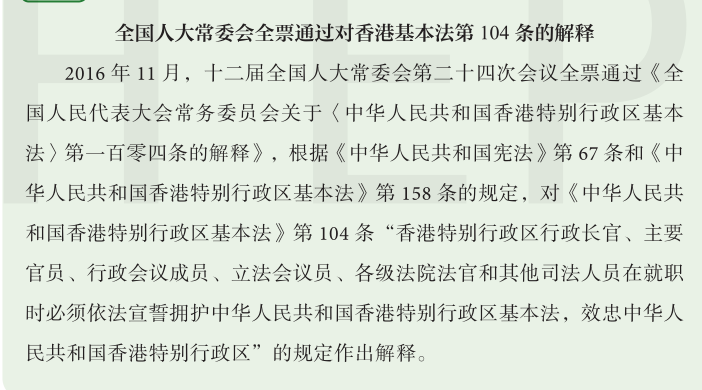 全国人大常委会全票通过对香港基本法第 104 条的解释
2016 年 11 月，十二届全国人大常委会第二十四次会议全票通过《全
国人民代表大会常务委员会关于〈中华人民共和国香港特别行政区基本
法〉第一百零四条的解释》，根据《中华人民共和国宪法》第 67 条和《中
华人民共和国香港特别行政区基本法》第 158 条的规定，对《中华人民共
和国香港特别行政区基本法》第 104 条“香港特别行政区行政长官、主要
官员、行政会议成员、立法会议员、各级法院法官和其他司法人员在就职
时必须依法宣誓拥护中华人民共和国香港特别行政区基本法，效忠中华人
民共和国香港特别行政区”的规定作出解释。